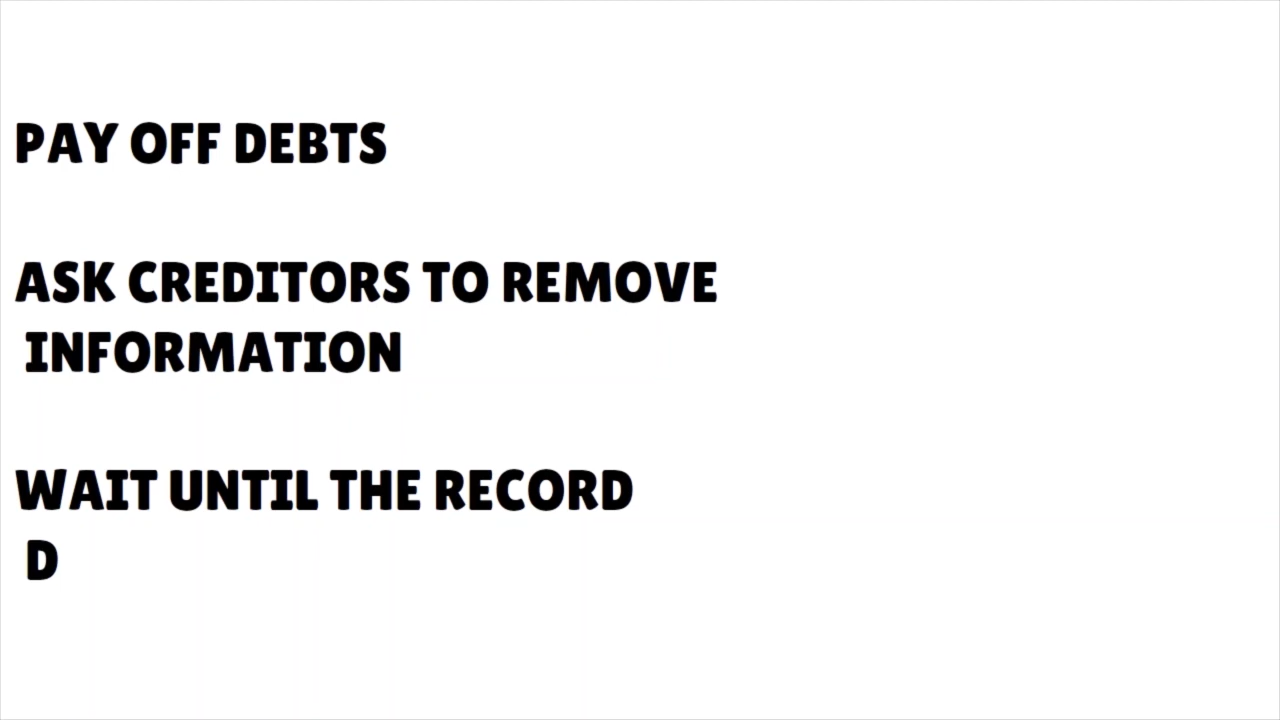 PAY OFF DEBTS
ASK CREDITORS TO REMOVE
INFORMATION
WAIT UNTIL THE RECORD
D